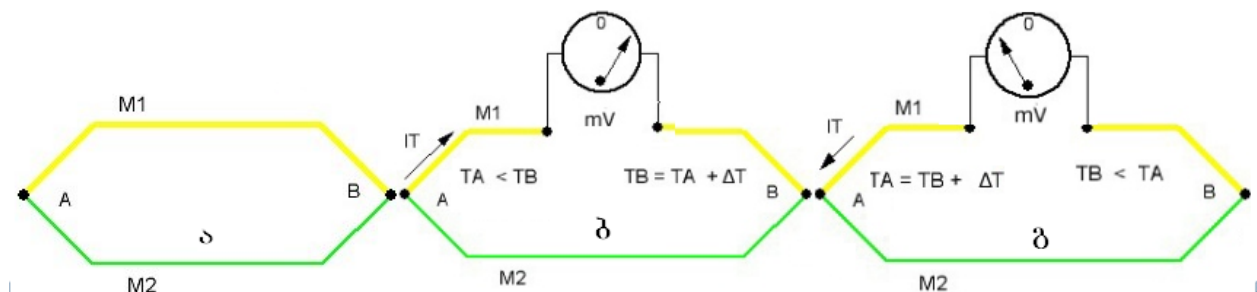 M1
A
B
ა
M2
0
mV
IT
M1
TA < TB
TB = TA + ΔT
A
B
ბ
M2
0
mV
IT
M1
TA = TB + ΔT
TB < TA
A
B
გ
M2